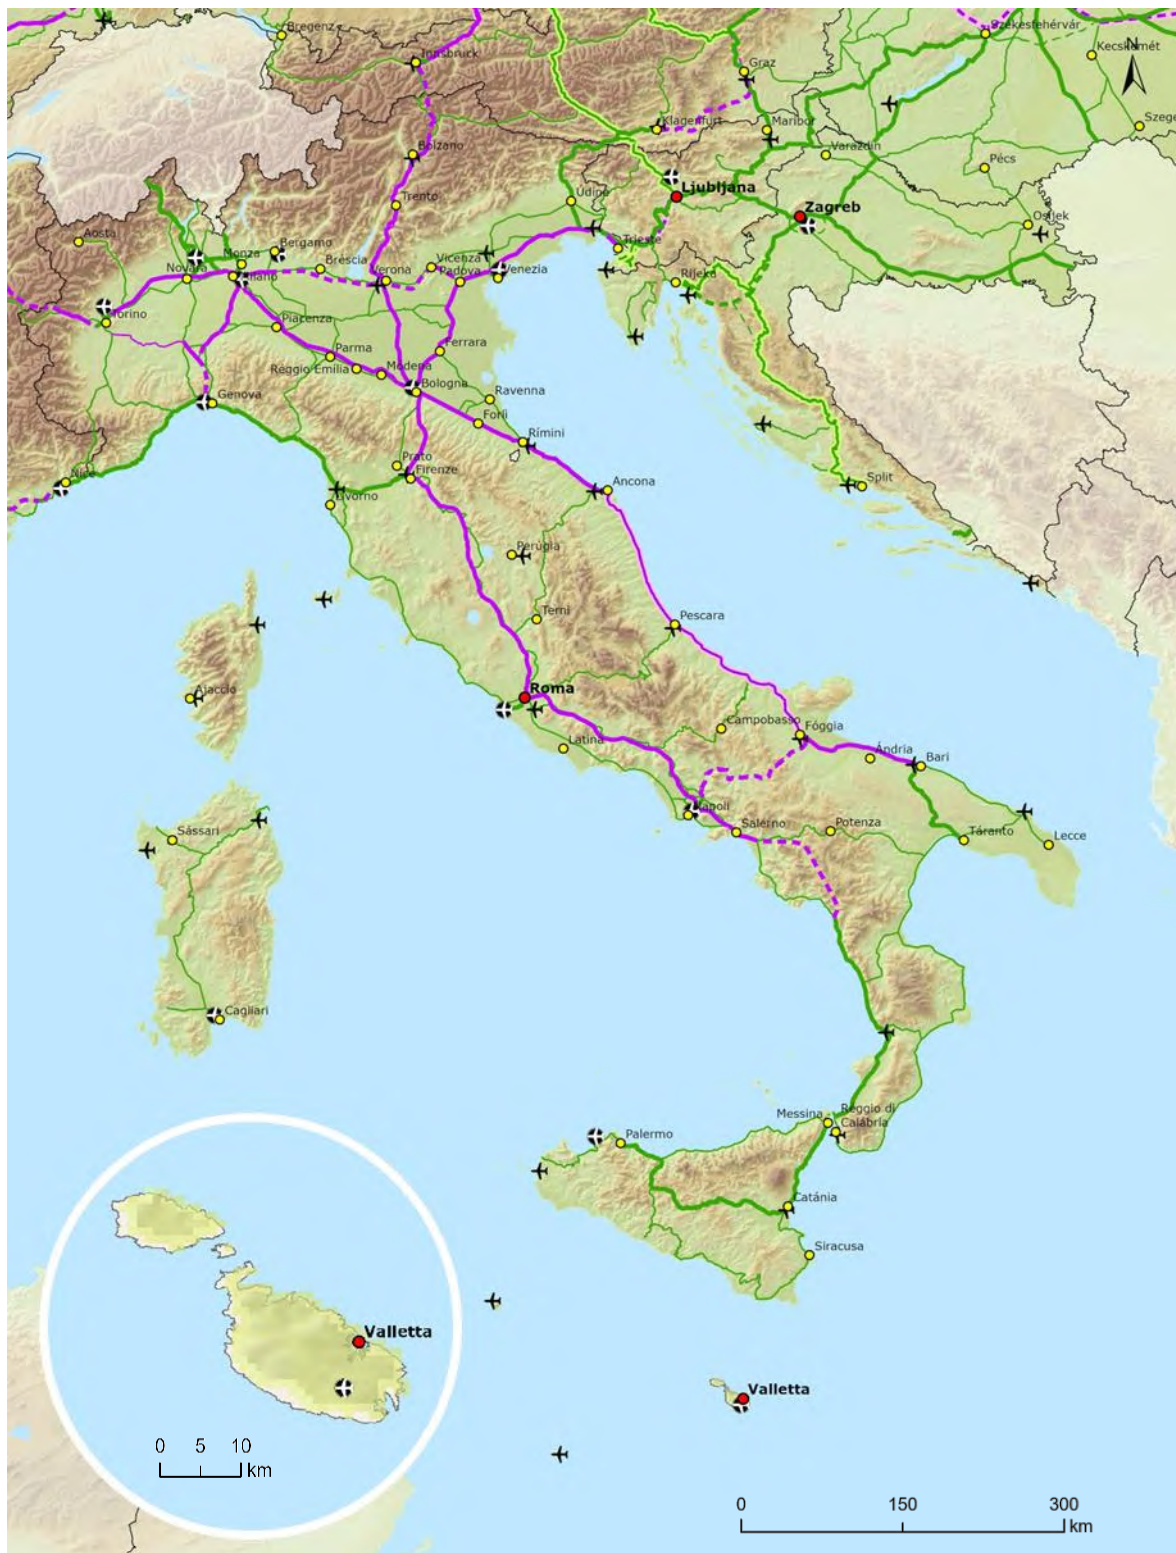 Bregenz
Székesfehérvár
N
Kecskemét
Innsbruck
Graz
Klagenfurt
Maribor
Szege
Bolzano
Varazdin
Pécs
Ljubljana
Udine
Trento
Zagreb
Osijek
Aosta
Trieste
Bergamo
Monza
Vicenza
Brescia
Novara
Milano
Verona
Padova
Venezia
Rijeka
Torino
Piacenza
Parma
Ferrara
Reggio Emilia
Modena
Bologna
Genova
Ravenna
Forlì
Rímini
Prato
Nice
Firenze
Split
Ancona
Livorno
Perugia
Terni
Pescara
Roma
Ajaccio
Campobasso
Fóggia
Latina
Ándria
Bari
Napoli
Sássari
Salerno
Potenza
Táranto
Lecce
Cagliari
Messina
Reggio di
Calábria
Palermo
Catánia
Siracusa
Valletta
Valletta
0 5 10
km
0 150 300
km